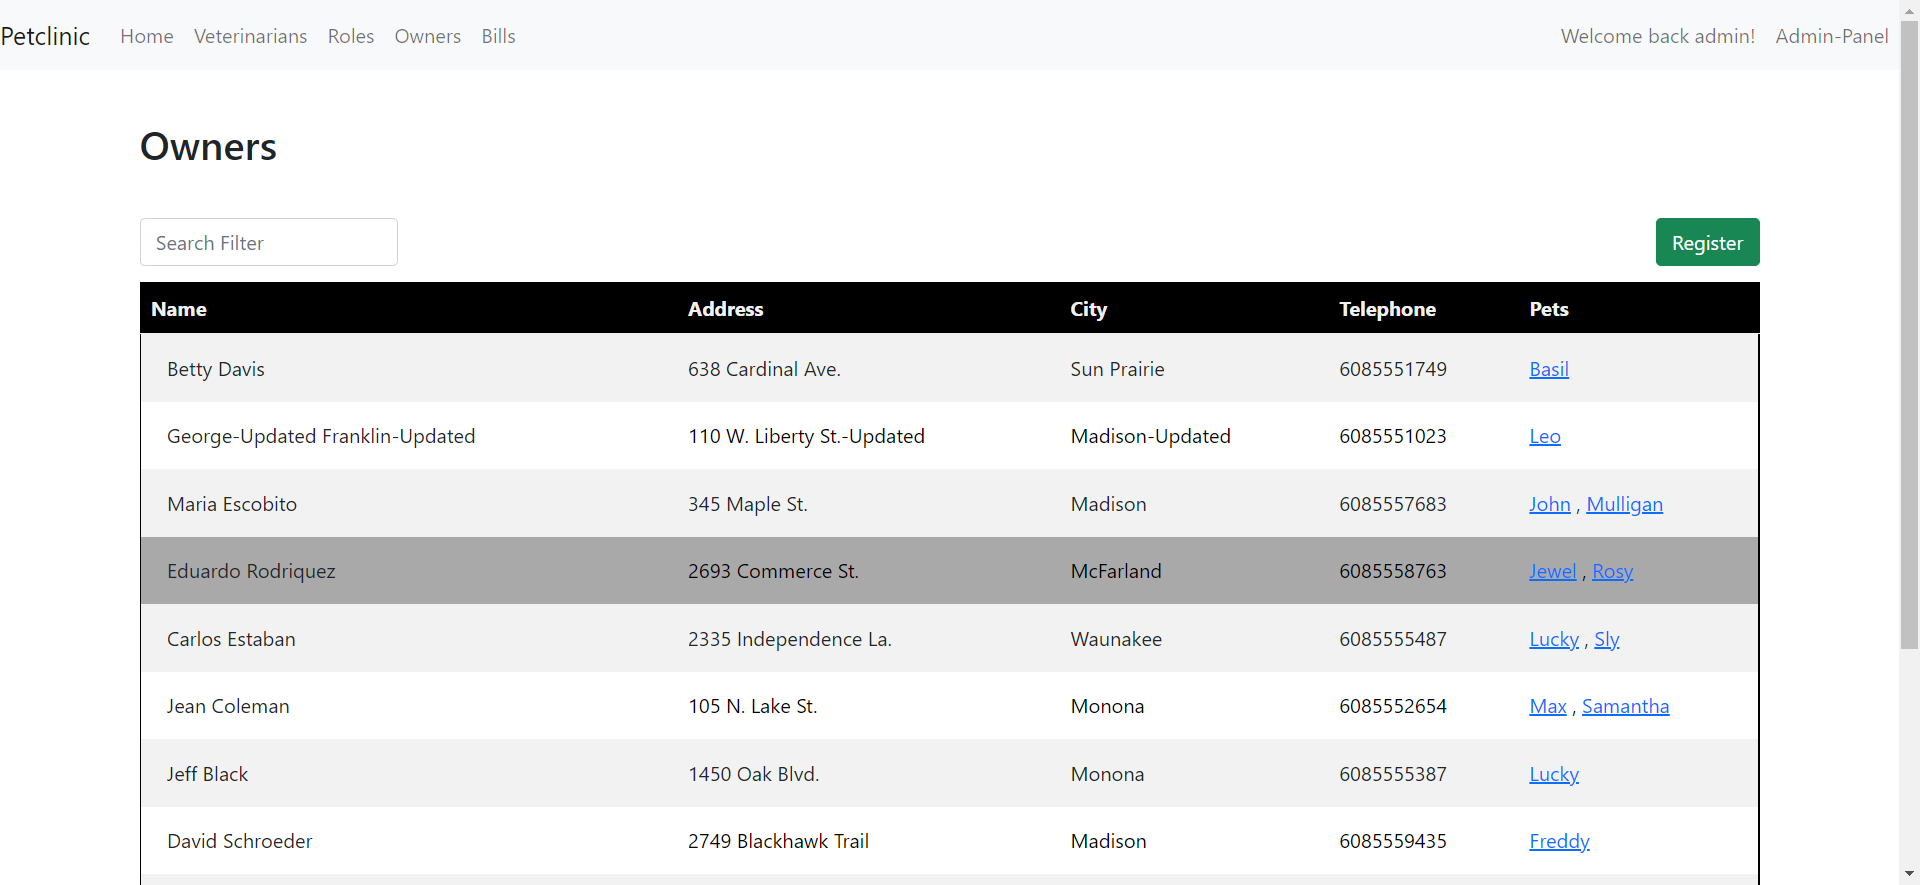 Petclinic Home Veterinarians Roles Owners Bills Welcome back admin! Admin-Panel
Owners
Search Filter Register
Name Address City Telephone Pets
Betty Davis 638 Cardinal Ave. Sun Prairie 6085551749 Basil
George-Updated Franklin-Updated 110 W. Liberty St.-Updated Madison-Updated 6085551023 Leo
Maria Escobito 345 Maple St. Madison 6085557683 John , Mulligan
Eduardo Rodriquez 2693 Commerce St. McFarland 6085558763 Jewel , Rosy
Carlos Estaban 2335 Independence La. Waunakee 6085555487 Lucky , Sly
Jean Coleman 105 N. Lake St. Monona 6085552654 Max , Samantha
Jeff Black 1450 Oak Blvd. Monona 6085555387 Lucky
David Schroeder 2749 Blackhawk Trail Madison 6085559435 Freddy